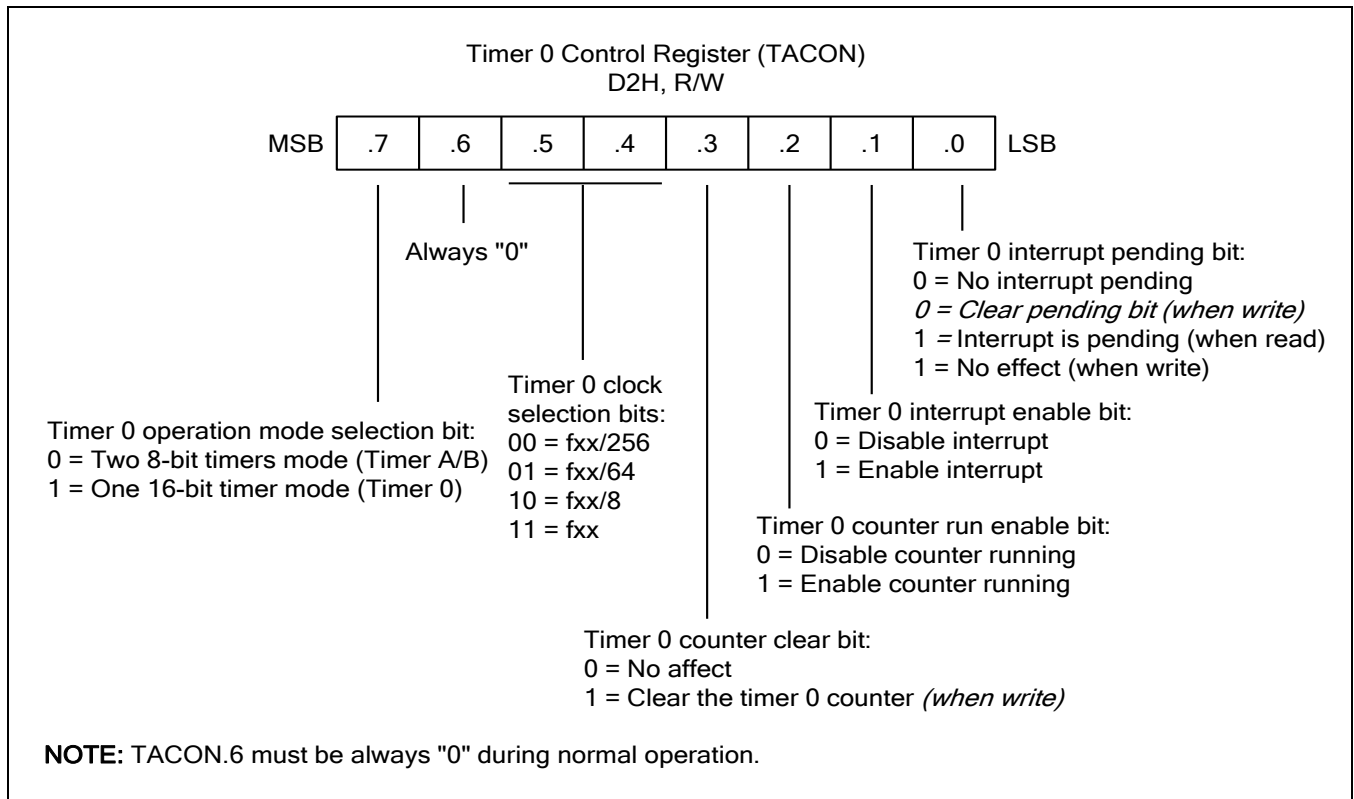 Timer 0 Control Register (TACON)
D2H, R/W
MSB .7 .6 .5 .4 .3 .2 .1 .0 LSB
Always "0"
Timer 0 interrupt pending bit:
0 = No interrupt pending
0 = Clear pending bit (when write)
1 = Interrupt is pending (when read)
1 = No effect (when write)
Timer 0 clock
selection bits:
00 = fxx/256
01 = fxx/64
10 = fxx/8
11 = fxx
Timer 0 interrupt enable bit:
0 = Disable interrupt
1 = Enable interrupt
Timer 0 operation mode selection bit:
0 = Two 8-bit timers mode (Timer A/B)
1 = One 16-bit timer mode (Timer 0)
Timer 0 counter run enable bit:
0 = Disable counter running
1 = Enable counter running
Timer 0 counter clear bit:
0 = No affect
1 = Clear the timer 0 counter (when write)
NOTE: TACON.6 must be always "0" during normal operation.